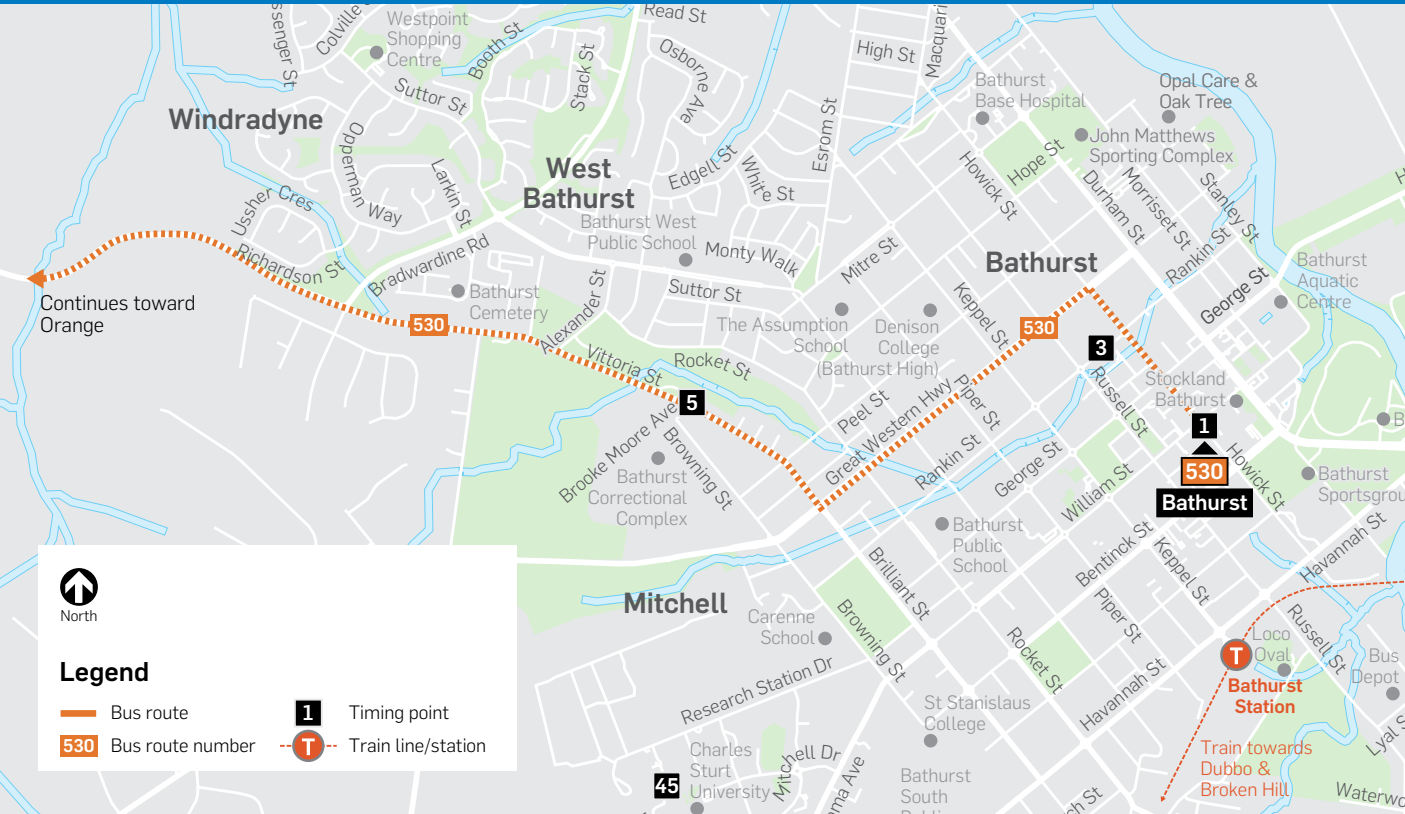 Read St
Westpoint
Shopping
Centre
Colville
Booth St
Macquari
High St
Osborne Ave
Stack St
Suttor St
Bathurst
Base Hospital
Opal Care &
Oak Tree
Windradyne
Esrom St
John Matthews
Sporting Complex
Opperman Way
Larkin St
West
Bathurst
Edgell St
White St
Howick St
Hope St
Durham St
Morrisset St
Stanley St
Ussher Cres
Bathurst West
Public School
Monty Walk
Mitre St
Bathurst
Rankin St
Richardson St
Bradwardine Rd
Suttor St
Keppel St
George St
Bathurst
Aquatic
Centre
Continues toward
Orange
Bathurst
Cemetery
Alexander St
The Assumption
School
Denison
College
(Bathurst High)
530
530
3
Vittoria St
Rocket St
Piper St
Russell St
Stockland
Bathurst
5
Brooke Moore Ave
Peel St
Great Western Hwy
1
B
Browning St
Rankin St
George St
William St
Howick St
530
Bathurst
Bathurst
Correctional
Complex
Bathurst
Sportsgrou
Bathurst
Public
School
Bentinck St
Keppel St
Havannah St
Mitchell
Brilliant St
Carenne
School
Browning St
Piper St
Rocket St
Russell St
Loco
Oval
T
Bathurst
Station
Bus
Depot
Research Station Dr
Havannah St
St Stanislaus
College
Lyal S
Train towards
Dubbo &
Broken Hill
Charles
Sturt
University
45
Mitchell Dr
Bathurst
South
Waterwo
North
Legend
Bus route
1
Timing point
530
Bus route number
T
Train line/station